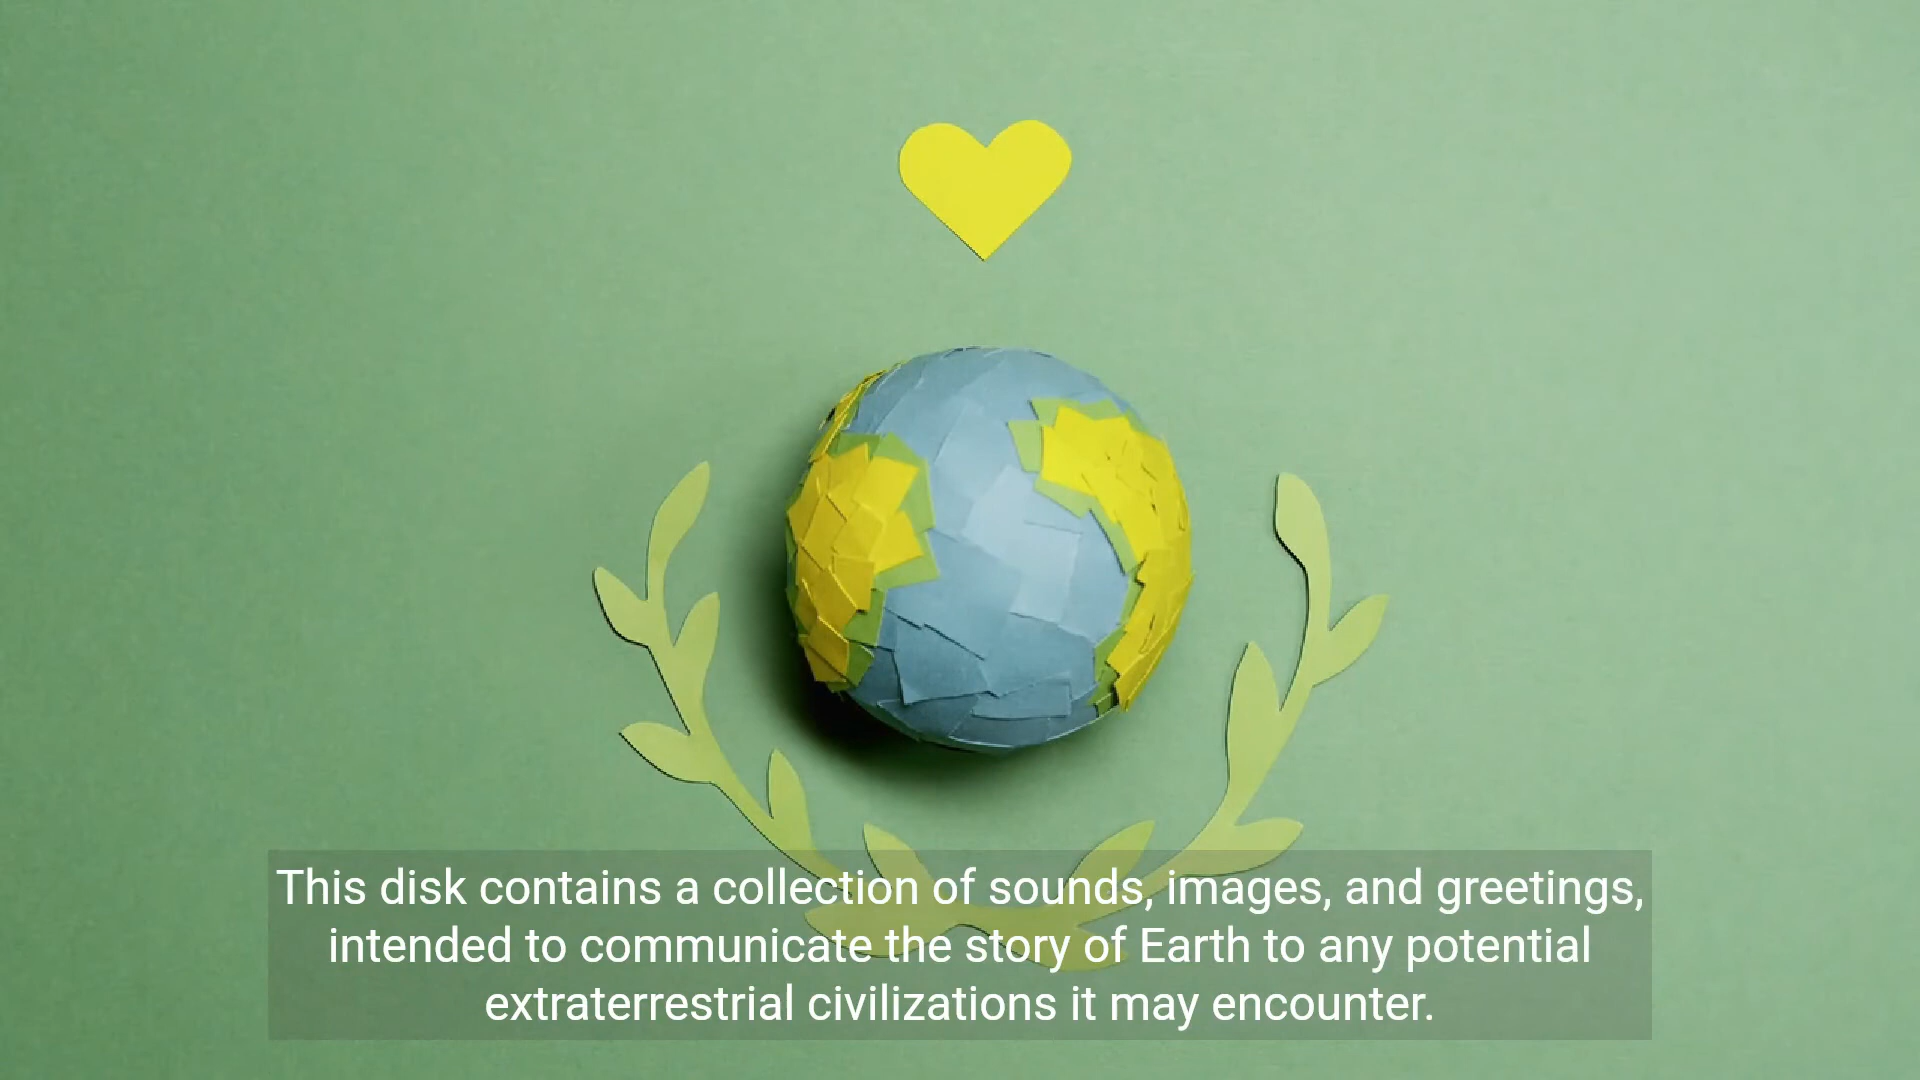 This disk contains a collection of sounds, images, and greetings,
intended to communicate the story of Earth to any potential
extraterrestrial civilizations it may encounter.